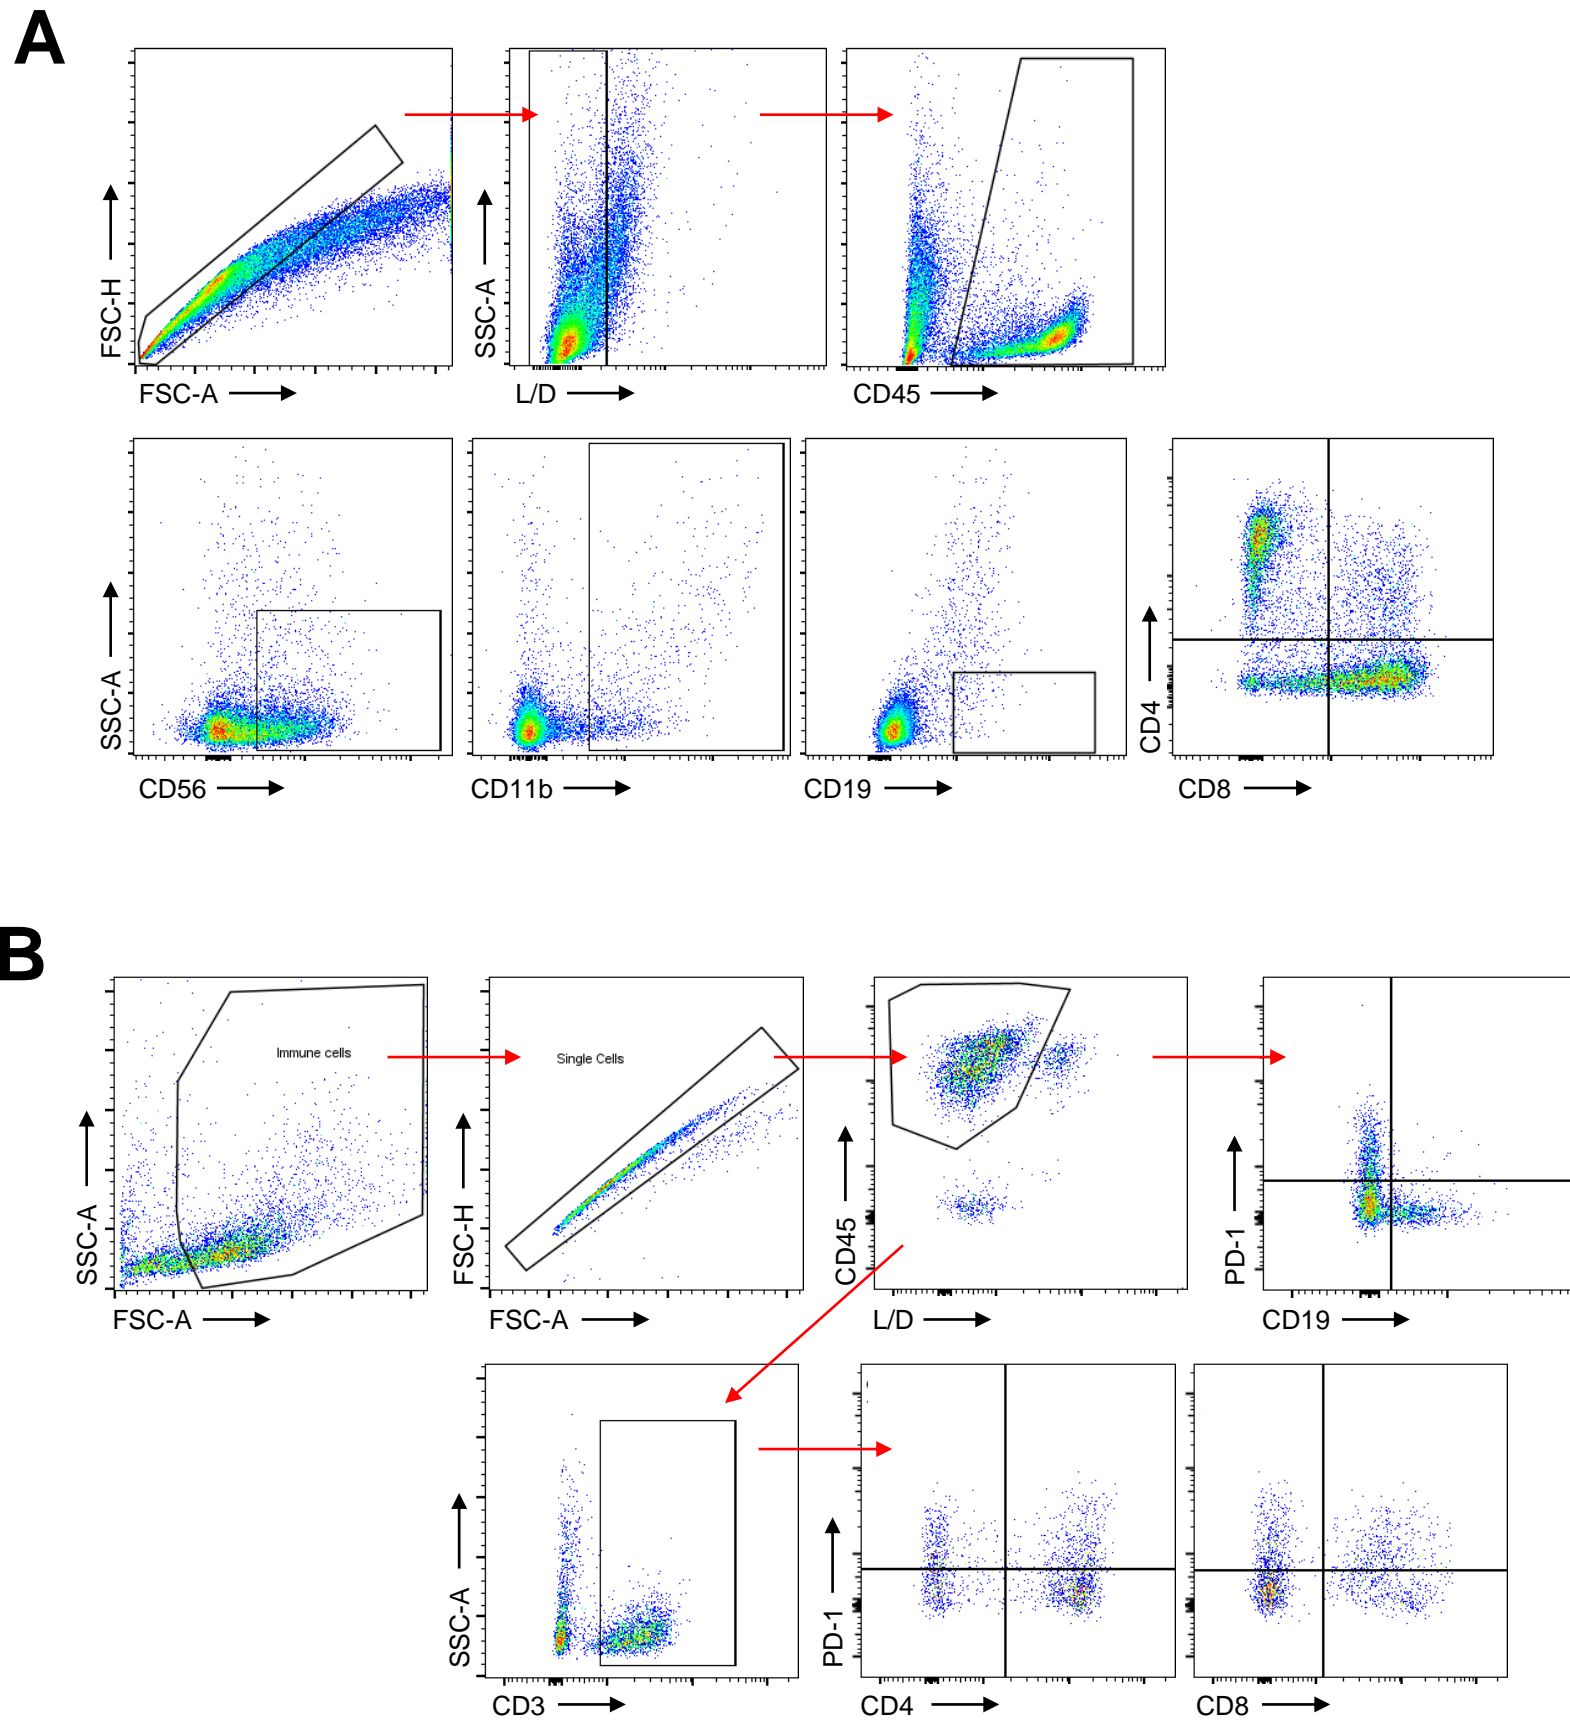 A
FSC-H
FSC-A
SSC-A
L/D
CD45
SSC-A
CD56
CD11b
CD19
CD4
CD8
B
Immune cells
SSC-A
FSC-A
Single Cells
FSC-H
FSC-A
CD45
L/D
PD-1
CD19
SSC-A
CD3
PD-1
CD4
CD8